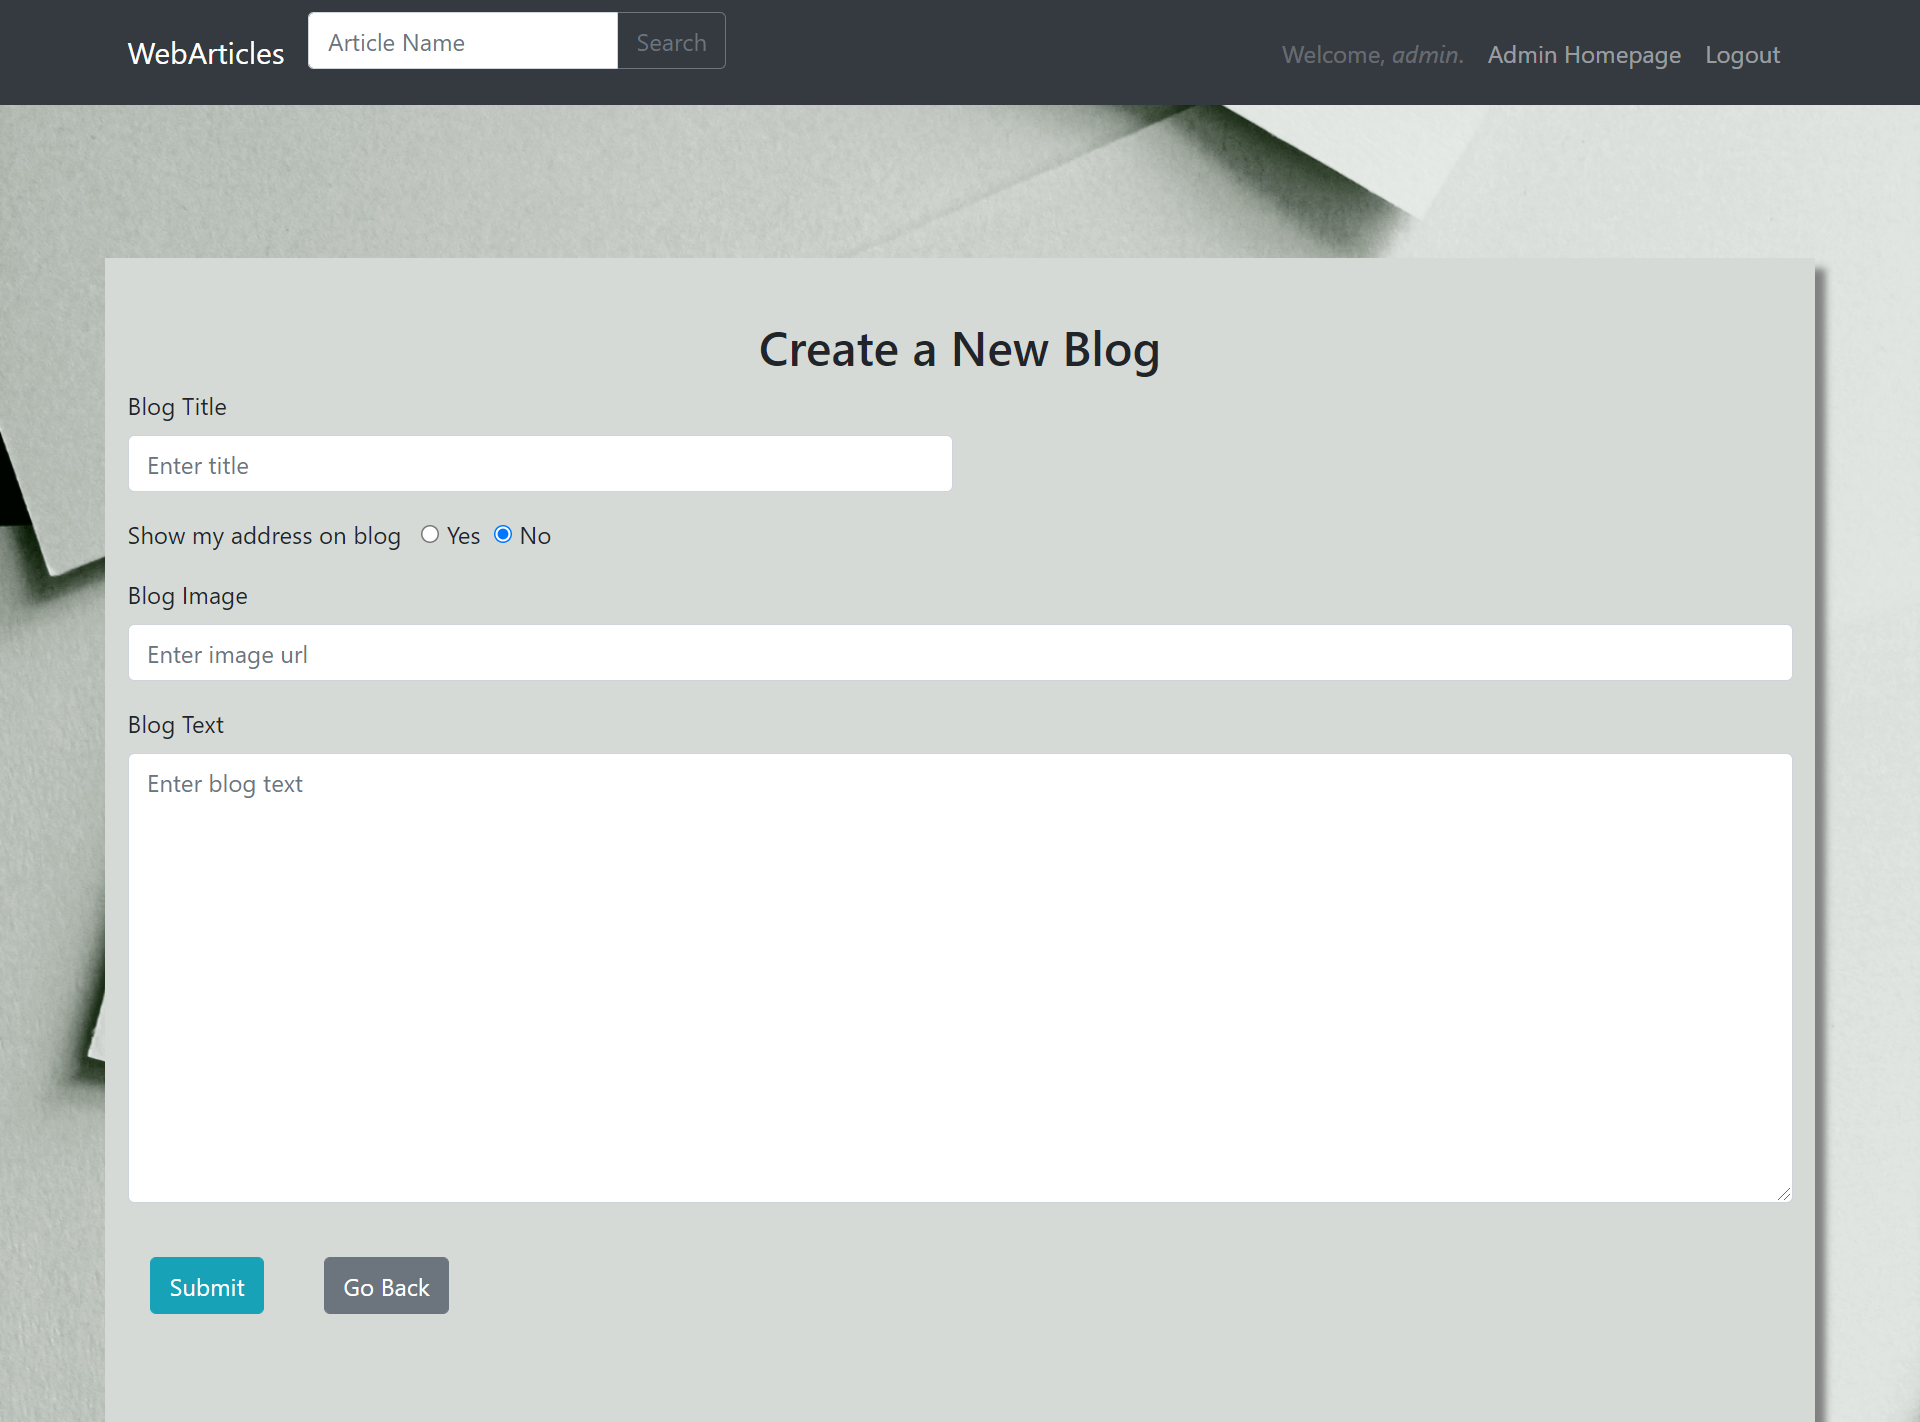 WebArticles Article Name Search Welcome, admin. Admin Homepage Logout
Create a New Blog
Blog Title
Enter title
Show my address on blog Yes No
Blog Image
Enter image url
Blog Text
Enter blog text
Submit Go Back